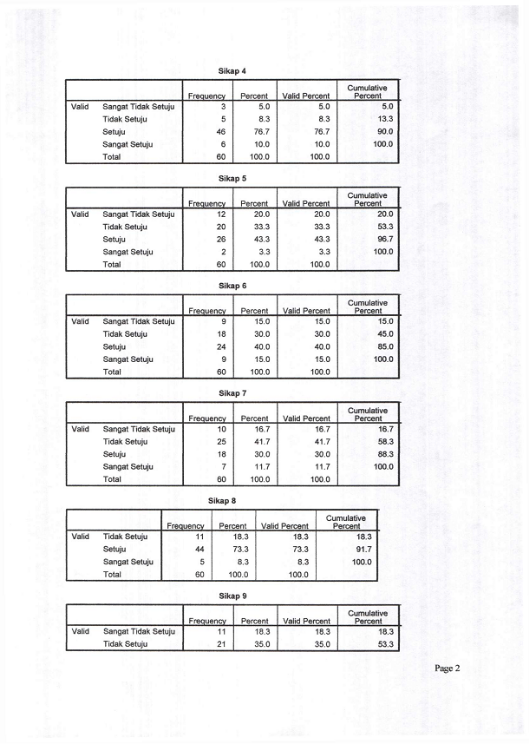 Sikap 4
Frequency Percent Valid Percent Cumulative Percent
Valid Sangat Tidak Setuju 3 5.0 5.0 5.0
Tidak Setuju 5 8.3 8.3 13.3
Setuju 46 76.7 76.7 90.0
Sangat Setuju 6 10.0 10.0 100.0
Total 60 100.0 100.0
Sikap 5
Frequency Percent Valid Percent Cumulative Percent
Valid Sangat Tidak Setuju 12 20.0 20.0 20.0
Tidak Setuju 20 33.3 33.3 53.3
Setuju 26 43.3 43.3 96.7
Sangat Setuju 2 3.3 3.3 100.0
Total 60 100.0 100.0
Sikap 6
Frequency Percent Valid Percent Cumulative Percent
Valid Sangat Tidak Setuju 9 15.0 15.0 15.0
Tidak Setuju 18 30.0 30.0 45.0
Setuju 24 40.0 40.0 85.0
Sangat Setuju 9 15.0 15.0 100.0
Total 60 100.0 100.0
Sikap 7
Frequency Percent Valid Percent Cumulative Percent
Valid Sangat Tidak Setuju 10 16.7 16.7 16.7
Tidak Setuju 25 41.7 41.7 58.3
Setuju 18 30.0 30.0 88.3
Sangat Setuju 7 11.7 11.7 100.0
Total 60 100.0 100.0
Sikap 8
Frequency Percent Valid Percent Cumulative Percent
Valid Tidak Setuju 11 18.3 18.3 18.3
Setuju 44 73.3 73.3 91.7
Sangat Setuju 5 8.3 8.3 100.0
Total 60 100.0 100.0
Sikap 9
Frequency Percent Valid Percent Cumulative Percent
Valid Sangat Tidak Setuju 11 18.3 18.3 18.3
Tidak Setuju 21 35.0 35.0 53.3
Page 2